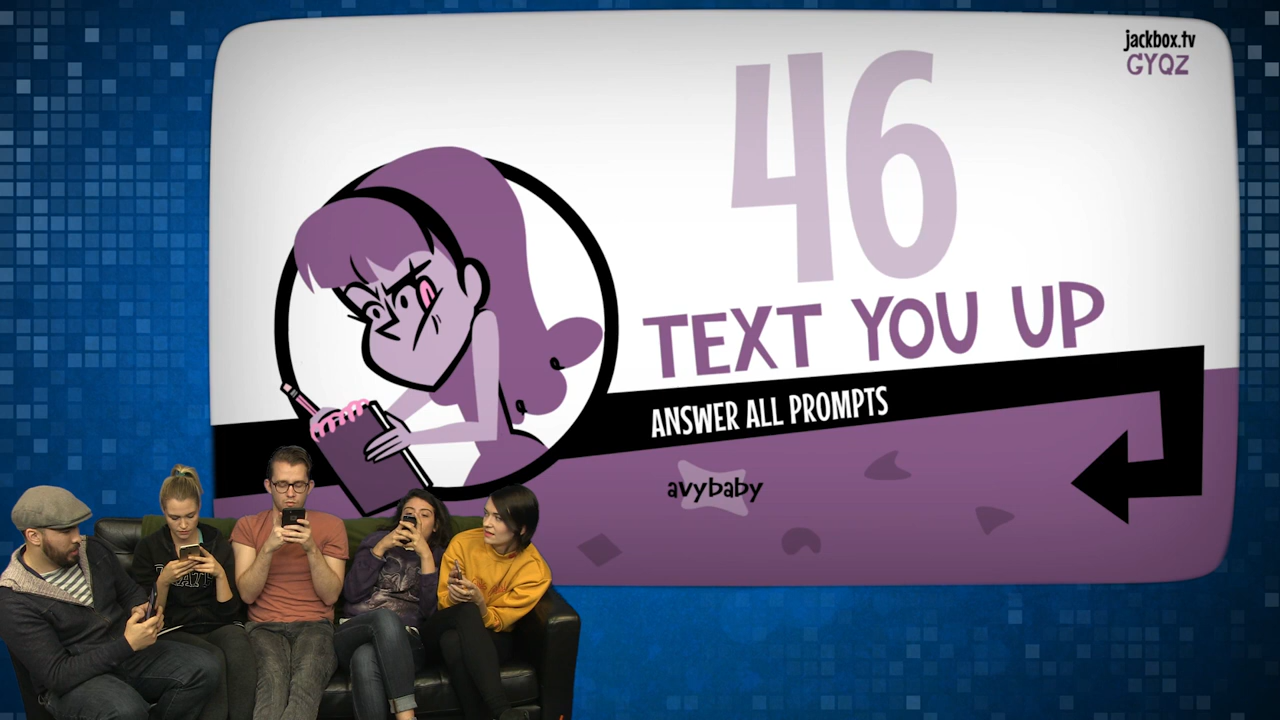 jackbox.tv
GYQZ
46
TEXT YOU UP
ANSWER ALL PROMPTS
avybaby